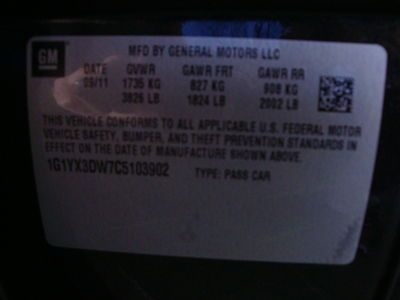 GM
MFD BY GENERAL MOTORS LLC
DATE GVWR GAWR FRT GAWR RR
09/11 1735 KG 827 KG 908 KG
3826 LB 1824 LB 2002 LB
THIS VEHICLE CONFORMS TO ALL APPLICABLE U.S. FEDERAL MOTOR
VEHICLE SAFETY, BUMPER, AND THEFT PREVENTION STANDARDS IN
EFFECT ON THE DATE OF MANUFACTURE SHOWN ABOVE.
1G1YX3DW7C5103902 TYPE: PASS CAR